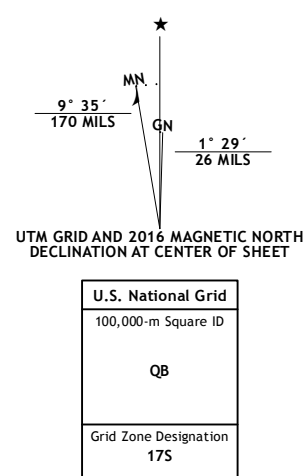 MN
9° 35´
170 MILS
GN
1° 29´
26 MILS
UTM GRID AND 2016 MAGNETIC NORTH
DECLINATION AT CENTER OF SHEET
U.S. National Grid
100,000-m Square ID
QB
Grid Zone Designation
17S